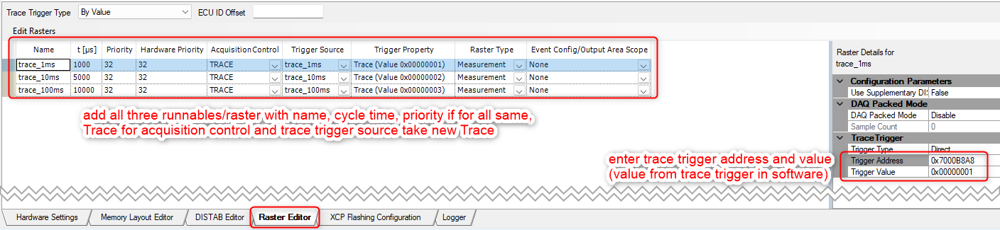 Trace Trigger Type By Value ECU ID Offset
Edit Rasters
Name t [µs] Priority Hardware Priority Acquisition Control Trigger Source Trigger Property Raster Type Event Config/Output Area Scope
trace_1ms 1000 32 32 TRACE trace_1ms Trace (Value 0x00000001) Measurement None
trace_10ms 5000 32 32 TRACE trace_10ms Trace (Value 0x00000002) Measurement None
trace_100ms 10000 32 32 TRACE trace_100ms Trace (Value 0x00000003) Measurement None
add all three runnables/raster with name, cycle time, priority if for all same,
Trace for acquisition control and trace trigger source take new Trace
Raster Details for
trace_1ms
Configuration Parameters
Use Supplementary DIS False
DAQ Packed Mode
DAQ Packed Mode Disable
Sample Count 0
TraceTrigger
Trigger Type Direct
Trigger Address 0x7000B8A8
Trigger Value 0x00000001
enter trace trigger address and value
(value from trace trigger in software)
Hardware Settings Memory Layout Editor DISTAB Editor Raster Editor XCP Flashing Configuration Logger